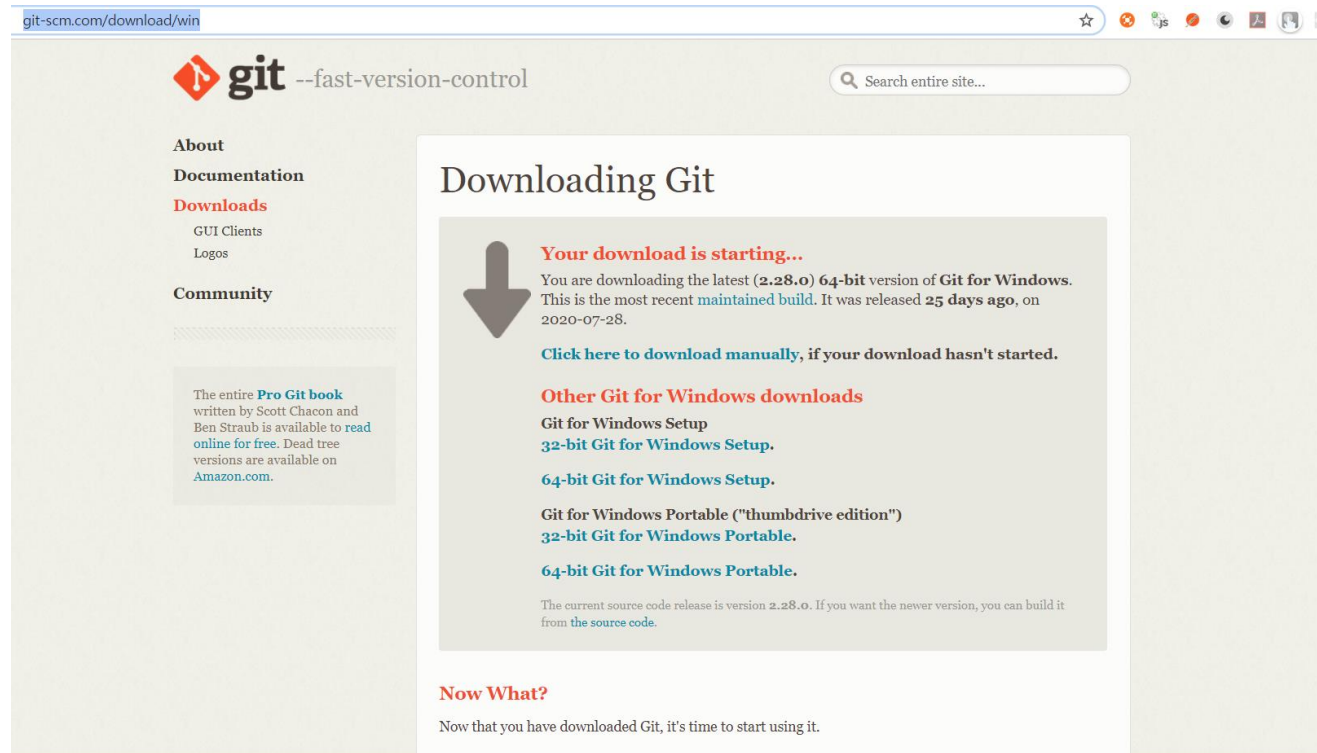 git-scm.com/download/win
js
git --fast-version-control
Search entire site...
About
Documentation
Downloads
GUI Clients
Logos
Community
The entire Pro Git book
written by Scott Chacon and
Ben Straub is available to read
online for free. Dead tree
versions are available on
Amazon.com.
Downloading Git
Your download is starting...
You are downloading the latest (2.28.0) 64-bit version of Git for Windows.
This is the most recent maintained build. It was released 25 days ago, on
2020-07-28.
Click here to download manually, if your download hasn't started.
Other Git for Windows downloads
Git for Windows Setup
32-bit Git for Windows Setup.
64-bit Git for Windows Setup.
Git for Windows Portable ("thumbdrive edition")
32-bit Git for Windows Portable.
64-bit Git for Windows Portable.
The current source code release is version 2.28.0. If you want the newer version, you can build it
from the source code.
Now What?
Now that you have downloaded Git, it's time to start using it.